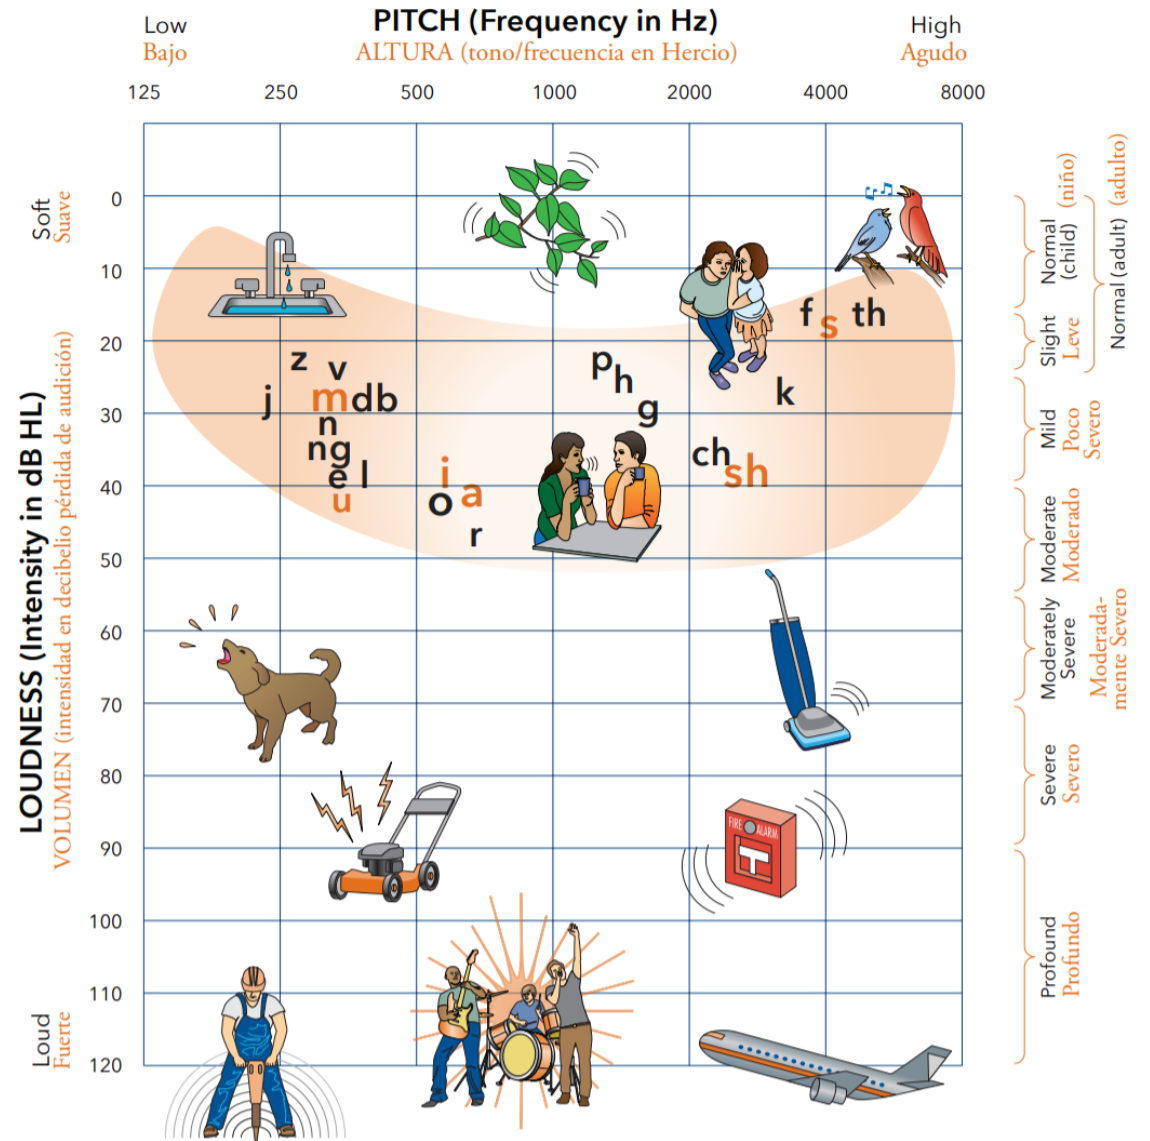 Low
Bajo
PITCH (Frequency in Hz)
ALTURA (tono/frecuencia en Hercio)
High
Agudo
125 250 500 1000 2000 4000 8000
Soft
Suave
LOUDNESS (Intensity in dB HL)
VOLUMEN (intensidad en decibelio pérdida de audición)
Loud
Fuerte
0
10
20
30
40
50
60
70
80
90
100
110
120
f s th
z v p h
j m d b g k
n
ng ch sh
e l i
u o a
r
FIRE ALARM
Normal
(child)
(niño)
Normal (adult)
(adulto)
Slight
Leve
Mild
Poco
Severo
Moderate
Moderado
Moderately
Severe
Moderada-
mente Severo
Severe
Severo
Profound
Profundo